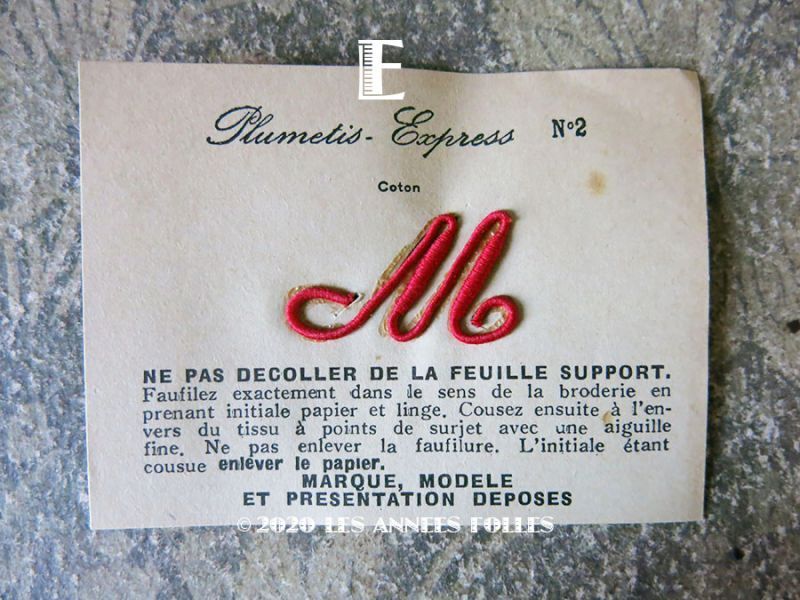 E
Plumetis-Express N°2
Coton
M
NE PAS DECOLLER DE LA FEUILLE SUPPORT.
Faufilez exactement dans le sens de la broderie en
prenant initiale papier et linge. Cousez ensuite à l'en-
vers du tissu à points de surjet avec une aiguille
fine. Ne pas enlever la faufilure. L'initiale étant
cousue enlever le papier.
MARQUE, MODELE
ET PRESENTATION DEPOSES
©2020 LES ANNEES FOLLES